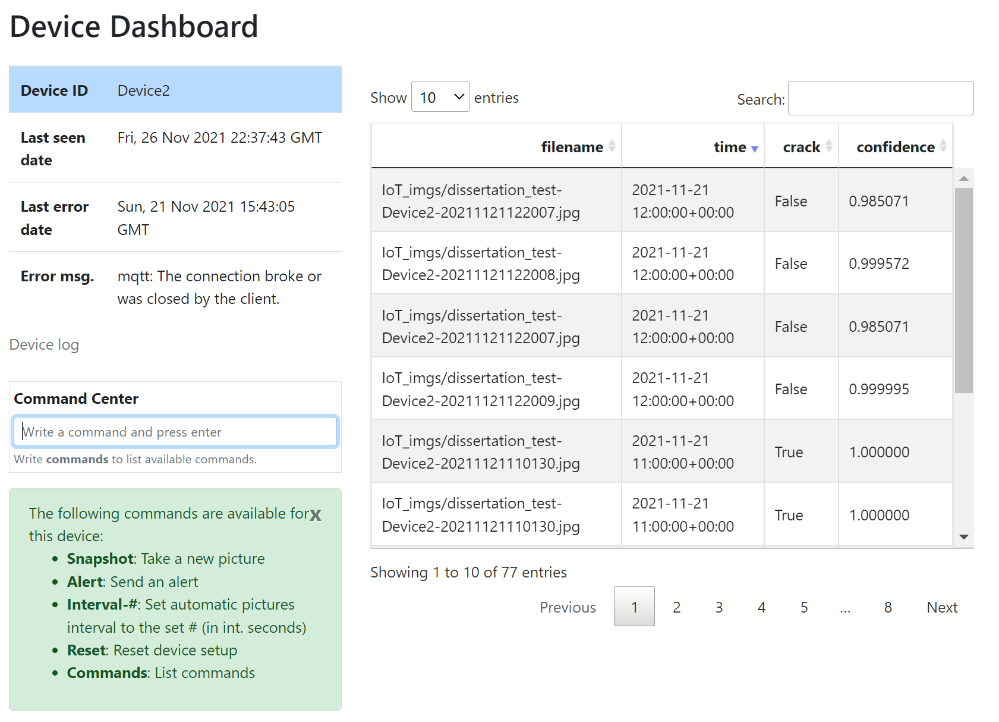 Device Dashboard
Device ID Device2
Last seen Fri, 26 Nov 2021 22:37:43 GMT
date
Last error Sun, 21 Nov 2021 15:43:05
date GMT
Error msg. mqtt: The connection broke or
was closed by the client.
Device log
Command Center
Write a command and press enter
Write commands to list available commands.
The following commands are available for x
this device:
• Snapshot: Take a new picture
• Alert: Send an alert
• Interval-#: Set automatic pictures
interval to the set # (in int. seconds)
• Reset: Reset device setup
• Commands: List commands
Show 10 entries
Search:
filename time crack confidence
IoT_imgs/dissertation_test- 2021-11-21
Device2-20211121122007.jpg 12:00:00+00:00 False 0.985071
IoT_imgs/dissertation_test- 2021-11-21
Device2-20211121122008.jpg 12:00:00+00:00 False 0.999572
IoT_imgs/dissertation_test- 2021-11-21
Device2-20211121122007.jpg 12:00:00+00:00 False 0.985071
IoT_imgs/dissertation_test- 2021-11-21
Device2-20211121122009.jpg 12:00:00+00:00 False 0.999995
IoT_imgs/dissertation_test- 2021-11-21
Device2-20211121110130.jpg 11:00:00+00:00 True 1.000000
IoT_imgs/dissertation_test- 2021-11-21
Device2-20211121110130.jpg 11:00:00+00:00 True 1.000000
Showing 1 to 10 of 77 entries
Previous 1 2 3 4 5 ... 8 Next